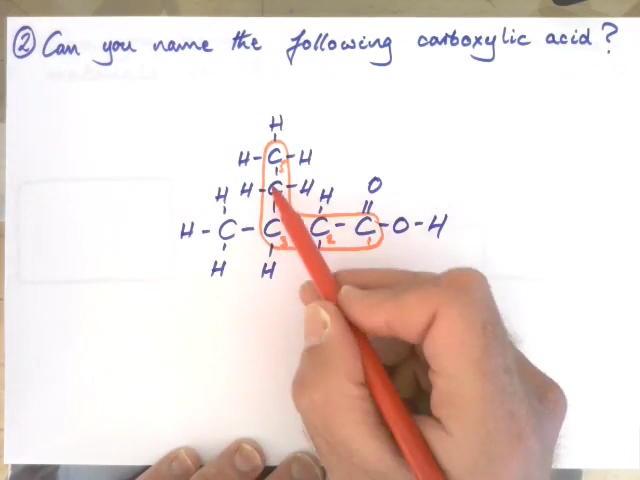 ② Can you name the following carboxylic acid?
H
H-C-H
H H-C-H H O
H-C-C-C-C-O-H
H H